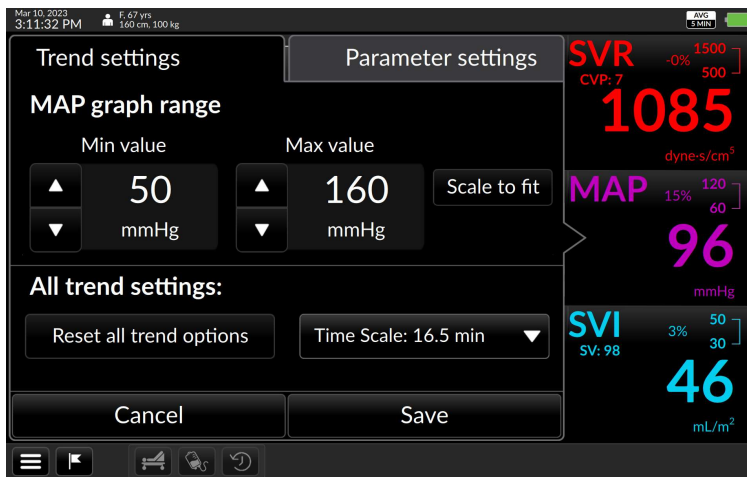 Mar 10, 2023
3:11:32 PM
F, 67 yrs
160 cm, 100 kg
AVG
5 MIN
Trend settings
Parameter settings
MAP graph range
Min value
Max value
50
mmHg
160
mmHg
Scale to fit
All trend settings:
Reset all trend options
Time Scale: 16.5 min
Cancel
Save
SVR
CVP: 7
-0%
1500
500
1085
dyne-s/cm⁵
MAP
15%
120
60
96
mmHg
SVI
SV: 98
3%
50
30
46
mL/m²